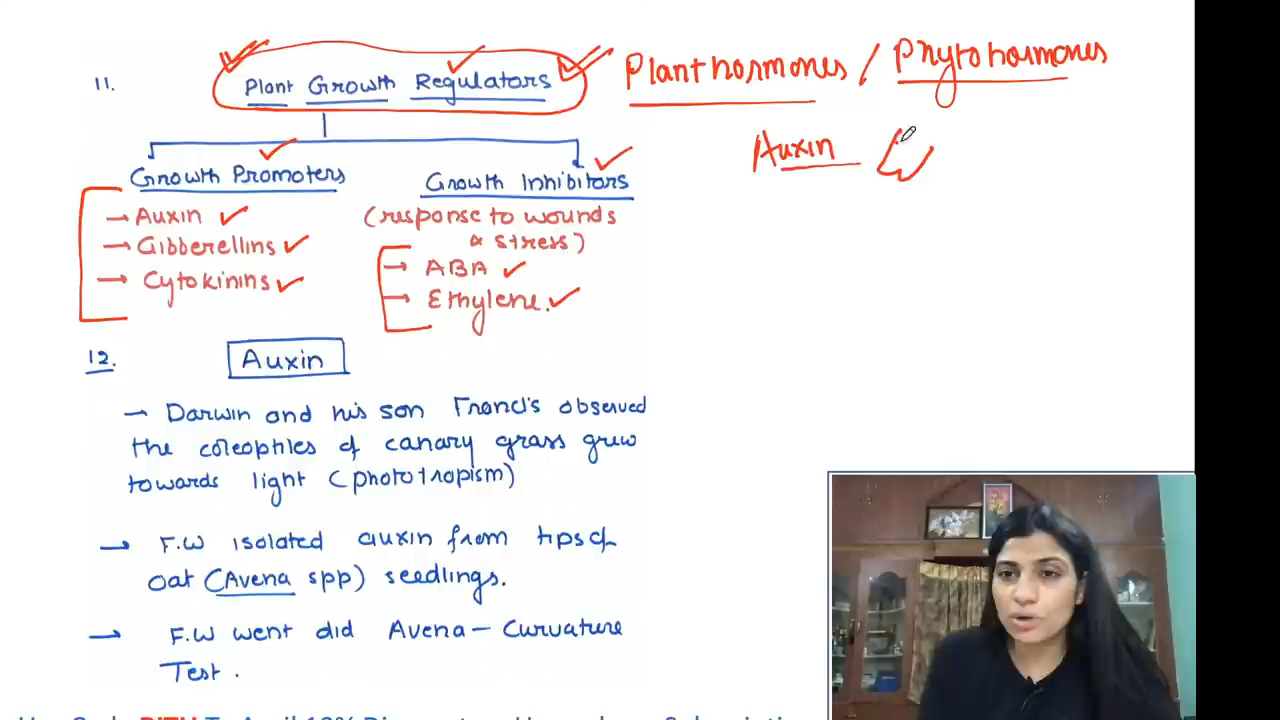 11.
Plant Growth Regulators
Plant hormones / Phytohormones
Auxin
Growth Promoters
→ Auxin
→ Gibberellins
→ Cytokinins
Growth Inhibitors
(response to wounds
& stress)
→ ABA
→ Ethylene.
12.
Auxin
→ Darwin and his son Francis observed
the coleoptiles of canary grass grew
towards light (phototropism)
→ F.W isolated auxin from tips of
oat (Avena spp) seedlings.
→ F.W went did Avena - Curvature
Test.